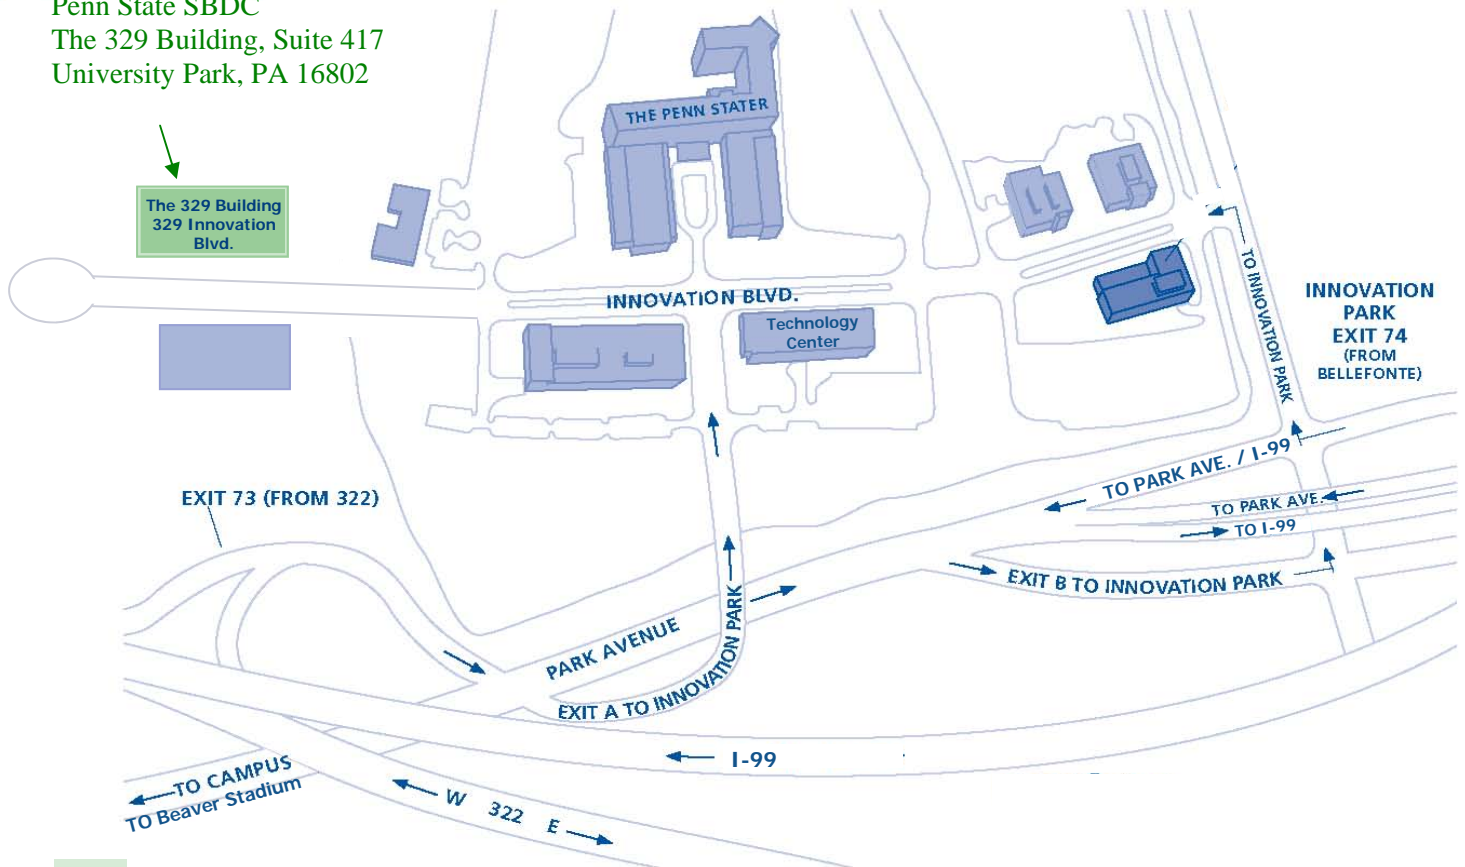 Penn State SBDC
The 329 Building, Suite 417
University Park, PA 16802
THE PENN STATER
The 329 Building
329 Innovation
Blvd.
INNOVATION BLVD.
Technology
Center
TO INNOVATION PARK
INNOVATION
PARK
EXIT 74
(FROM
BELLEFONTE)
TO PARK AVE. / I-99
EXIT 73 (FROM 322)
TO PARK AVE.
TO I-99
EXIT B TO INNOVATION PARK
PARK AVENUE
EXIT A TO INNOVATION PARK
I-99
TO CAMPUS
TO Beaver Stadium
W 322 E